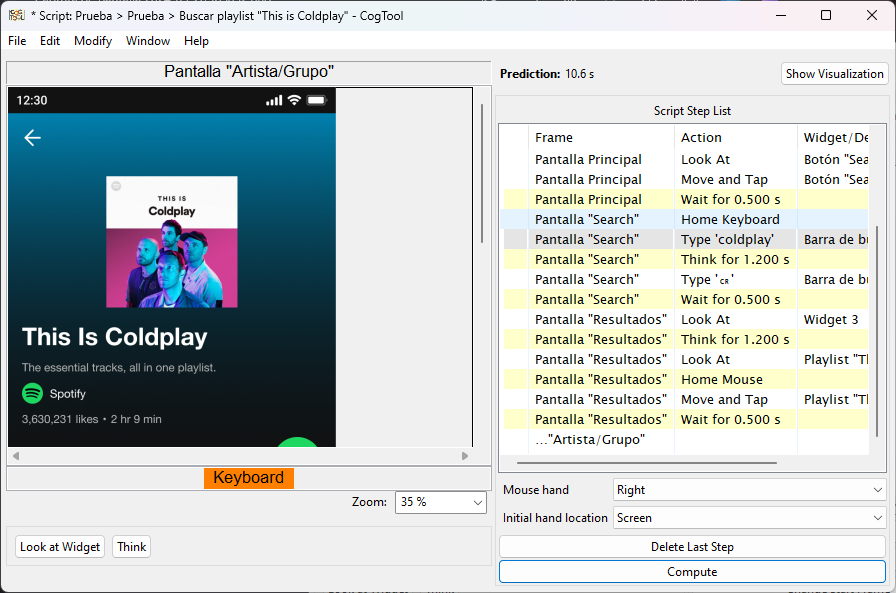 * Script: Prueba > Prueba > Buscar playlist "This is Coldplay" - CogTool
File Edit Modify Window Help
Pantalla "Artista/Grupo"
12:30
THIS IS
Coldplay
This Is Coldplay
The essential tracks, all in one playlist.
Spotify
3,630,231 likes • 2 hr 9 min
Keyboard
Zoom: 35 %
Look at Widget Think
Prediction: 10.6 s
Show Visualization
Script Step List
Frame Action Widget/De
Pantalla Principal Look At Botón "Sea
Pantalla Principal Move and Tap Botón "Sea
Pantalla Principal Wait for 0.500 s
Pantalla "Search" Home Keyboard
Pantalla "Search" Type 'coldplay' Barra de bu
Pantalla "Search" Think for 1.200 s
Pantalla "Search" Type '␍' Barra de bu
Pantalla "Search" Wait for 0.500 s
Pantalla "Resultados" Look At Widget 3
Pantalla "Resultados" Think for 1.200 s
Pantalla "Resultados" Look At Playlist "Th
Pantalla "Resultados" Home Mouse
Pantalla "Resultados" Move and Tap Playlist "Th
Pantalla "Resultados" Wait for 0.500 s
..."Artista/Grupo"
Mouse hand Right
Initial hand location Screen
Delete Last Step
Compute